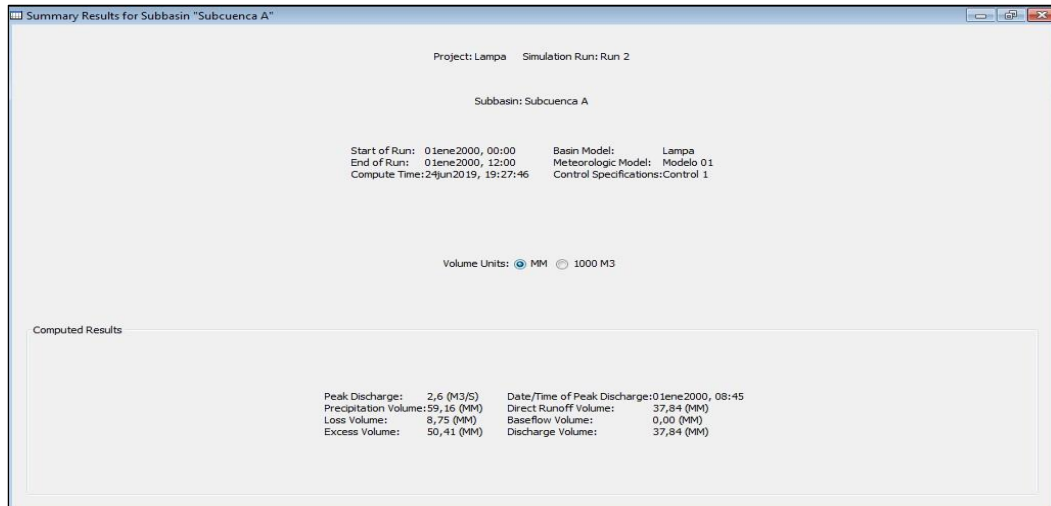 Summary Results for Subbasin "Subcuenca A"
Project: Lampa Simulation Run: Run 2
Subbasin: Subcuenca A
Start of Run: 01ene2000, 00:00 Basin Model: Lampa
End of Run: 01ene2000, 12:00 Meteorologic Model: Modelo 01
Compute Time:24jun2019, 19:27:46 Control Specifications:Control 1
Volume Units: MM 1000 M3
Computed Results
Peak Discharge: 2,6 (M3/S) Date/Time of Peak Discharge:01ene2000, 08:45
Precipitation Volume:59,16 (MM) Direct Runoff Volume: 37,84 (MM)
Loss Volume: 8,75 (MM) Baseflow Volume: 0,00 (MM)
Excess Volume: 50,41 (MM) Discharge Volume: 37,84 (MM)